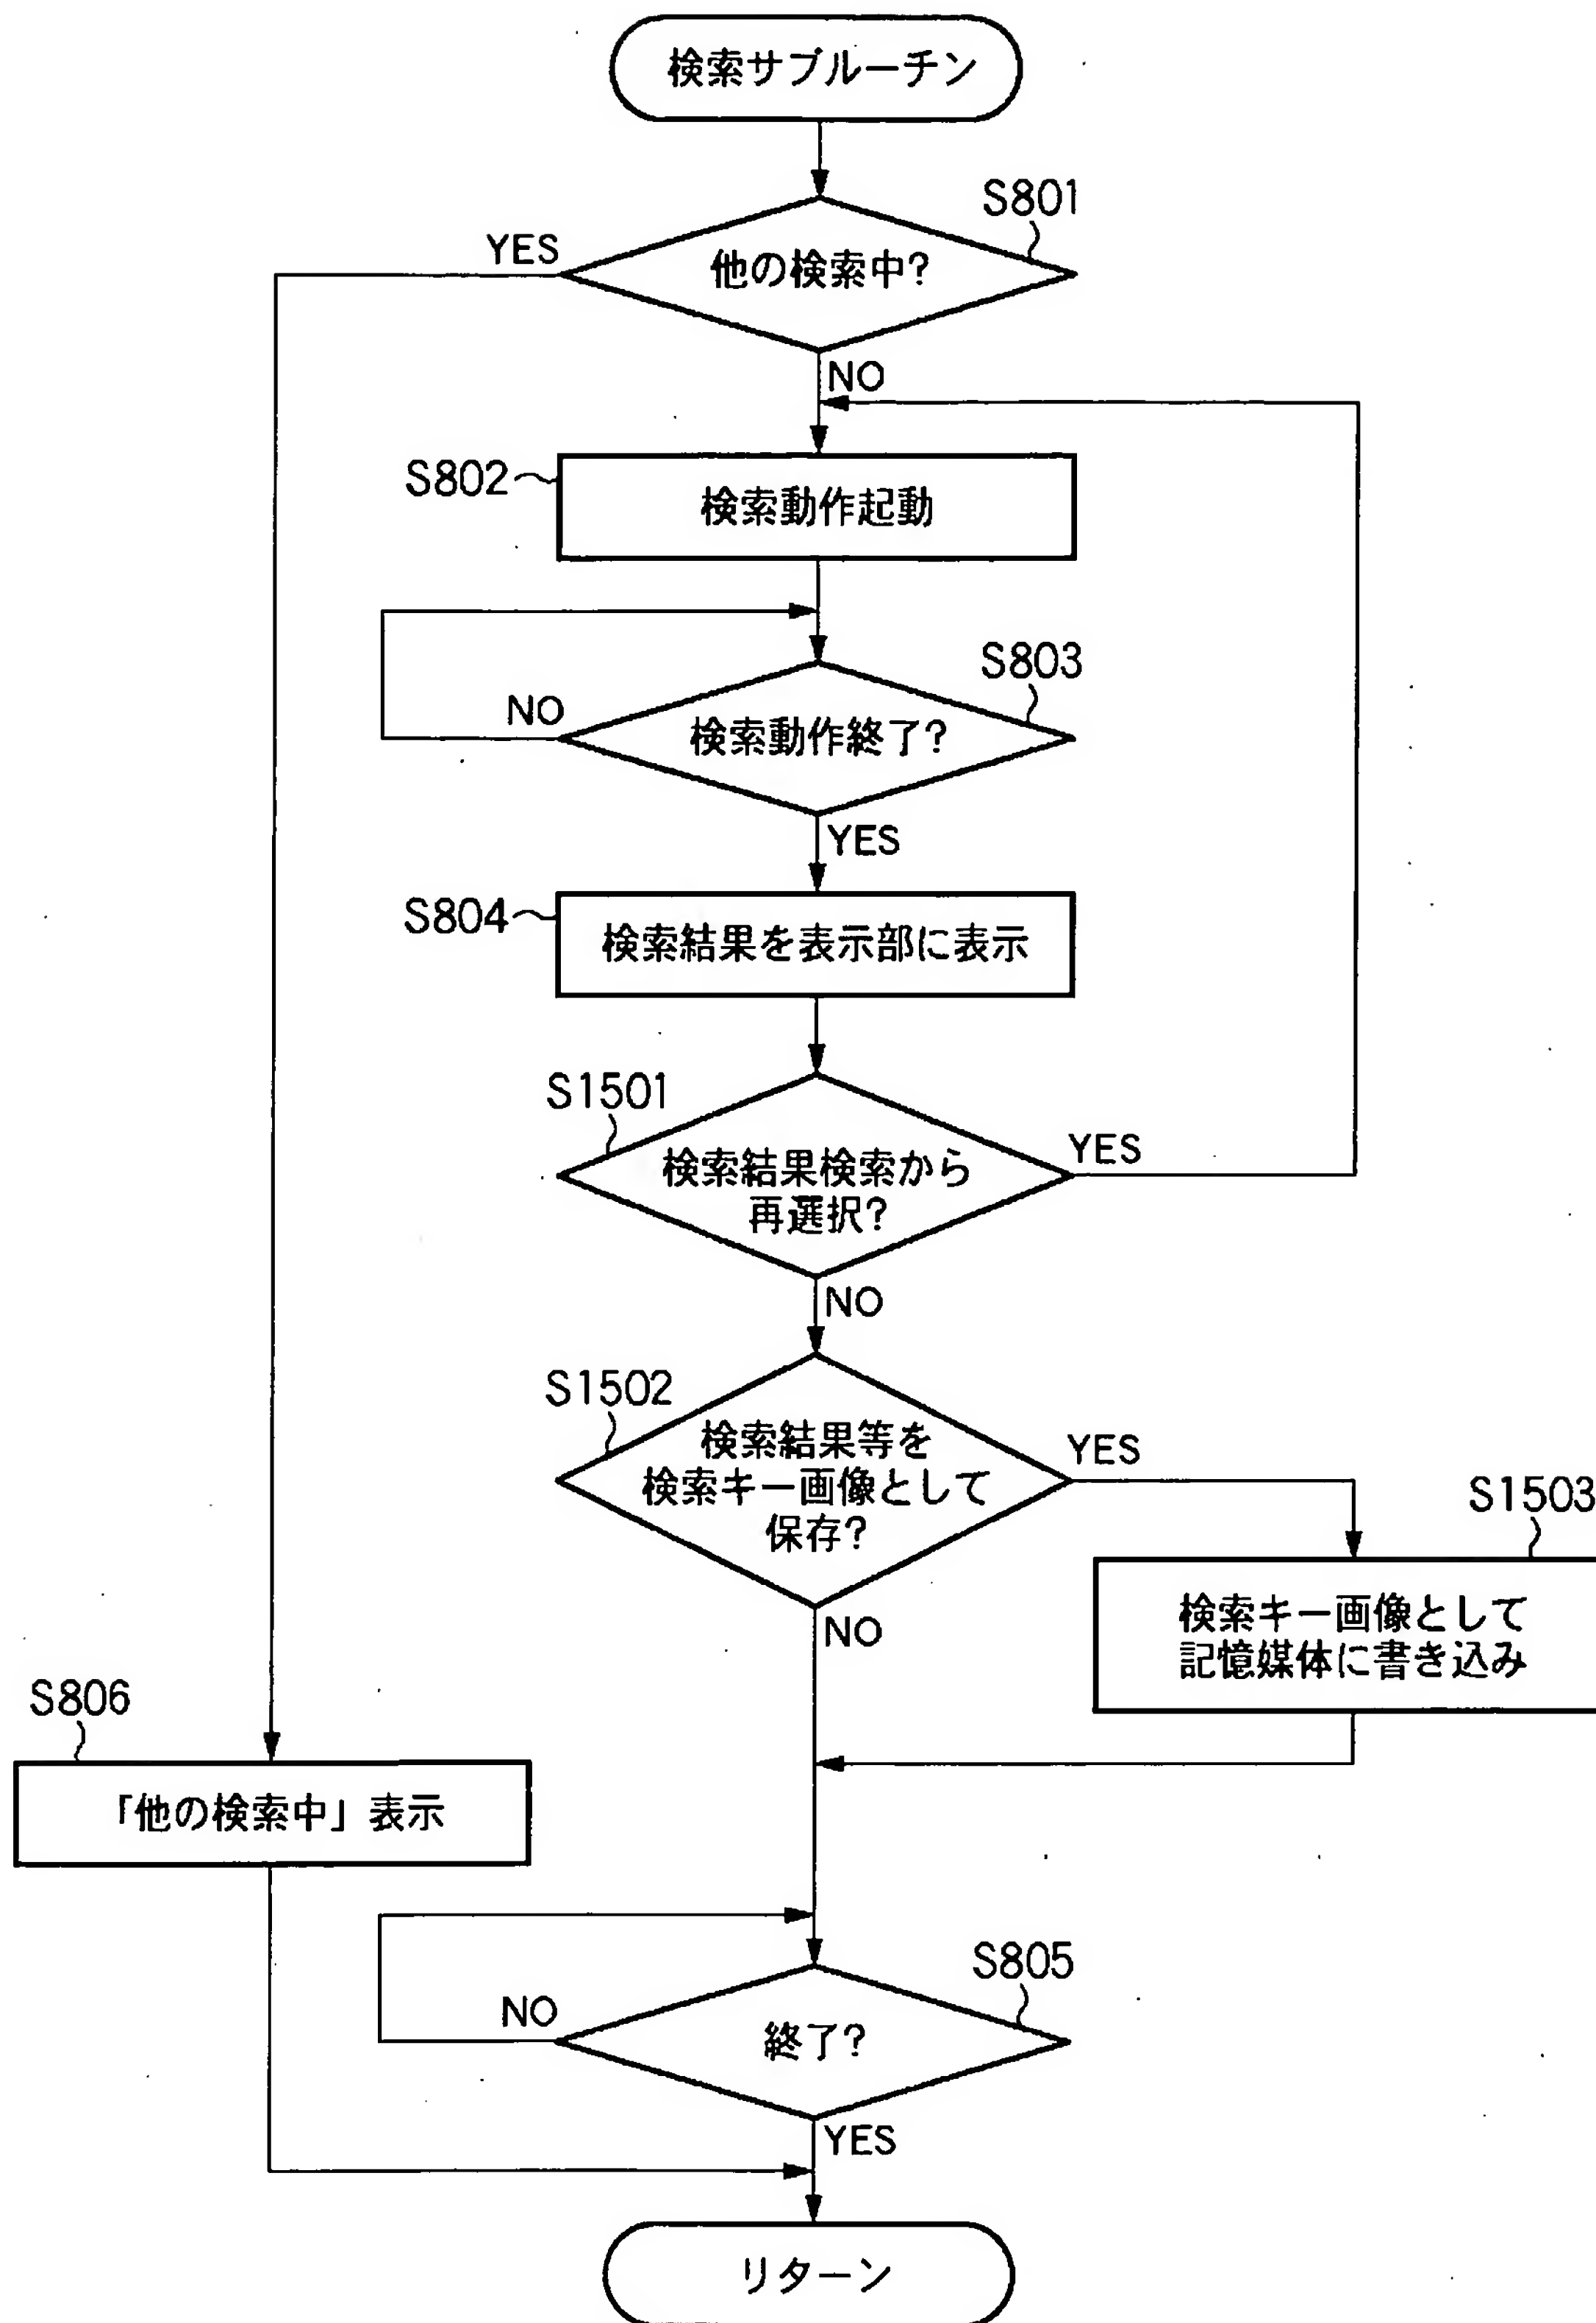 検索サブルーチン
S801
YES
他の検索中?
NO
S802
検索動作起動
S803
NO
検索動作終了?
YES
S804
検索結果を表示部に表示
S1501
検索結果検索から
再選択?
YES
NO
S1502
検索結果等を
検索キー画像として
保存?
YES
NO
S1503
検索キー画像として
記憶媒体に書き込み
S806
「他の検索中」表示
S805
NO
終了?
YES
リターン